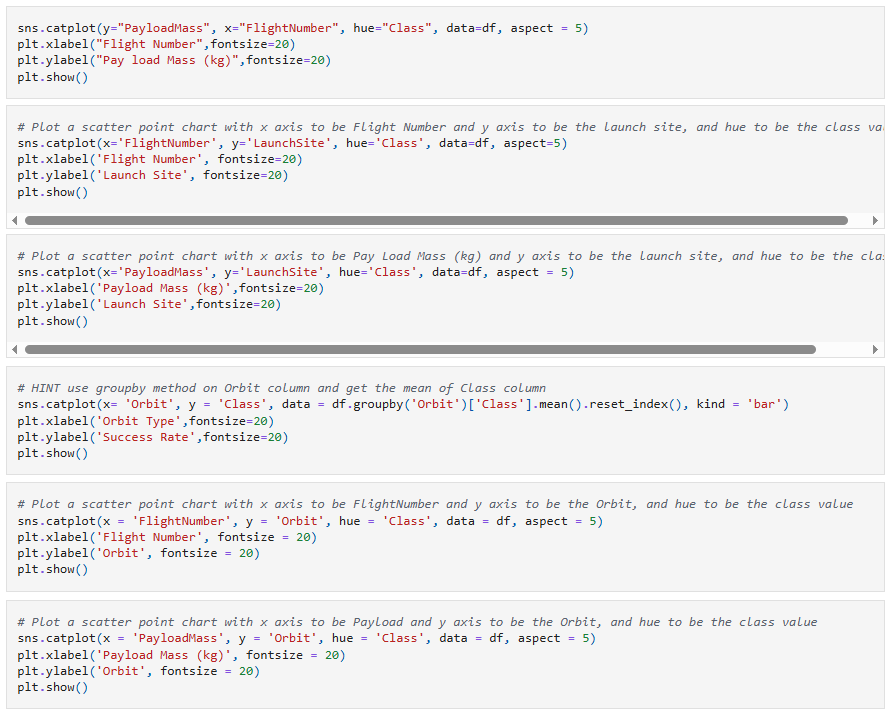 sns.catplot(y="PayloadMass", x="FlightNumber", hue="Class", data=df, aspect = 5)
plt.xlabel("Flight Number",fontsize=20)
plt.ylabel("Pay load Mass (kg)",fontsize=20)
plt.show()
# Plot a scatter point chart with x axis to be Flight Number and y axis to be the launch site, and hue to be the class
sns.catplot(x='FlightNumber', y='LaunchSite', hue='Class', data=df, aspect=5)
plt.xlabel('Flight Number', fontsize=20)
plt.ylabel('Launch Site', fontsize=20)
plt.show()
# Plot a scatter point chart with x axis to be Pay Load Mass (kg) and y axis to be the launch site, and hue to be the
sns.catplot(x='PayloadMass', y='LaunchSite', hue='Class', data=df, aspect = 5)
plt.xlabel('Payload Mass (kg)',fontsize=20)
plt.ylabel('Launch Site',fontsize=20)
plt.show()
# HINT use groupby method on Orbit column and get the mean of Class column
sns.catplot(x= 'Orbit', y = 'Class', data = df.groupby('Orbit')['Class'].mean().reset_index(), kind = 'bar')
plt.xlabel('Orbit Type',fontsize=20)
plt.ylabel('Success Rate',fontsize=20)
plt.show()
# Plot a scatter point chart with x axis to be FlightNumber and y axis to be the Orbit, and hue to be the class value
sns.catplot(x = 'FlightNumber', y = 'Orbit', hue = 'Class', data = df, aspect = 5)
plt.xlabel('Flight Number', fontsize = 20)
plt.ylabel('Orbit', fontsize = 20)
plt.show()
# Plot a scatter point chart with x axis to be Payload and y axis to be the Orbit, and hue to be the class value
sns.catplot(x = 'PayloadMass', y = 'Orbit', hue = 'Class', data = df, aspect = 5)
plt.xlabel('Payload Mass (kg)', fontsize = 20)
plt.ylabel('Orbit', fontsize = 20)
plt.show()